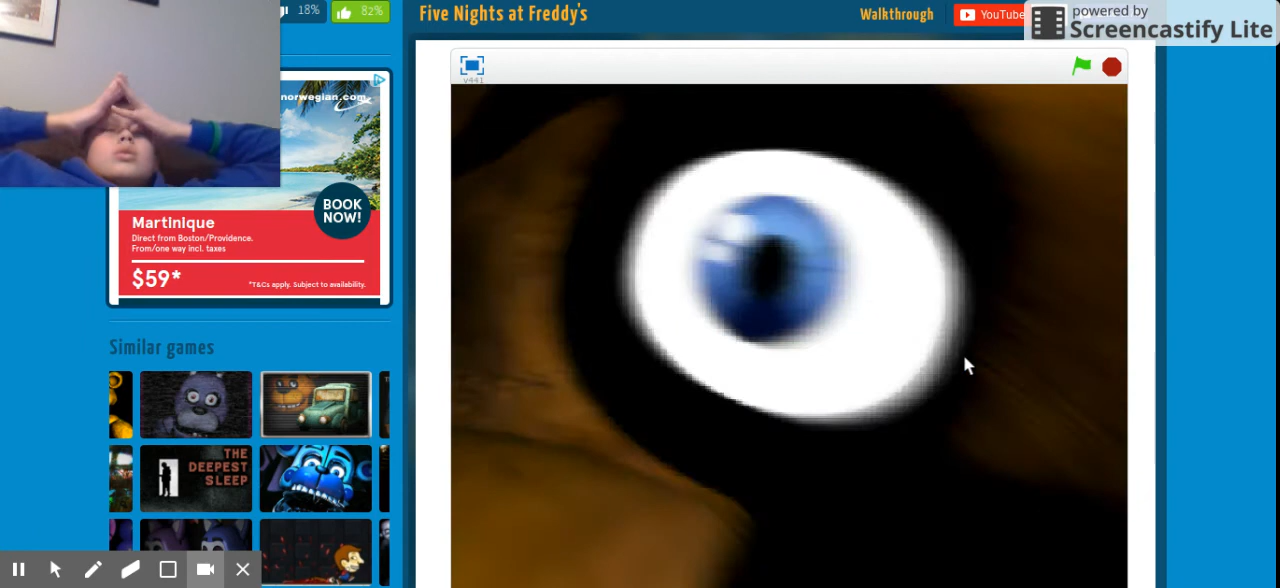 18%
82%
Five Nights at Freddy's
Walkthrough
YouTube
powered by
Screencastify Lite
v441
norwegian.com
BOOK
NOW!
Martinique
Direct from Boston/Providence.
From/one way incl. taxes
$59*
*T&Cs apply. Subject to availability.
Similar games
THE
DEEPEST
SLEEP